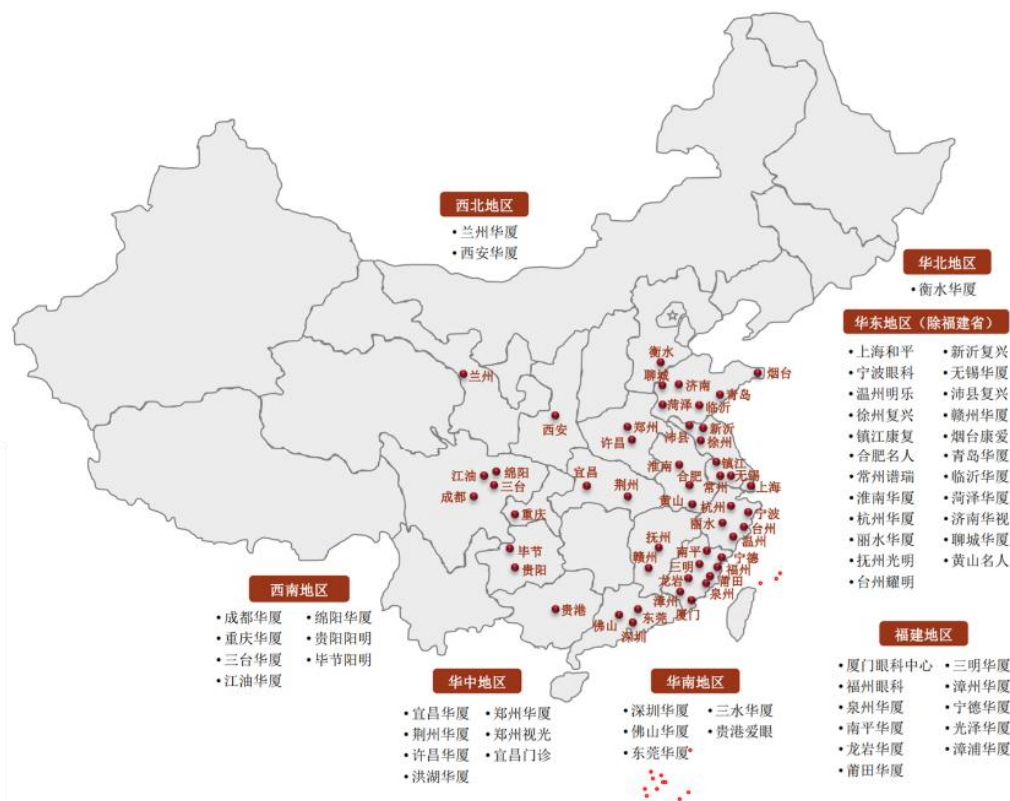 西北地区
•兰州华厦
•西安华厦
华北地区
•衡水华厦
华东地区（除福建省）
•上海和平 •新沂复兴
•宁波眼科 •无锡华厦
•温州明乐 •沛县复兴
•徐州复兴 •赣州华厦
•镇江康复 •烟台康爱
•合肥名人 •青岛华厦
•常州谱瑞 •临沂华厦
•淮南华厦 •菏泽华厦
•杭州华厦 •济南华视
•丽水华厦 •聊城华厦
•抚州光明 •黄山名人
•台州耀明
衡水
聊城
济南
烟台
青岛
菏泽
临沂
兰州
西安
郑州
许昌
沛县
新沂
徐州
江油
绵阳
三台
成都
宜昌
荆州
淮南
合肥
镇江
常州
无锡
上海
黄山
杭州
宁波
丽水
台州
温州
重庆
毕节
贵阳
抚州
赣州
南平
宁德
三明
福州
龙岩
莆田
泉州
漳州
厦门
贵港
佛山
东莞
深圳
西南地区
•成都华厦 •绵阳华厦
•重庆华厦 •贵阳阳明
•三台华厦 •毕节阳明
•江油华厦
华中地区
•宜昌华厦 •郑州华厦
•荆州华厦 •郑州视光
•许昌华厦 •宜昌门诊
•洪湖华厦
华南地区
•深圳华厦 •三水华厦
•佛山华厦 •贵港爱眼
•东莞华厦
福建地区
•厦门眼科中心 •三明华厦
•福州眼科 •漳州华厦
•泉州华厦 •宁德华厦
•南平华厦 •光泽华厦
•龙岩华厦 •漳浦华厦
•莆田华厦